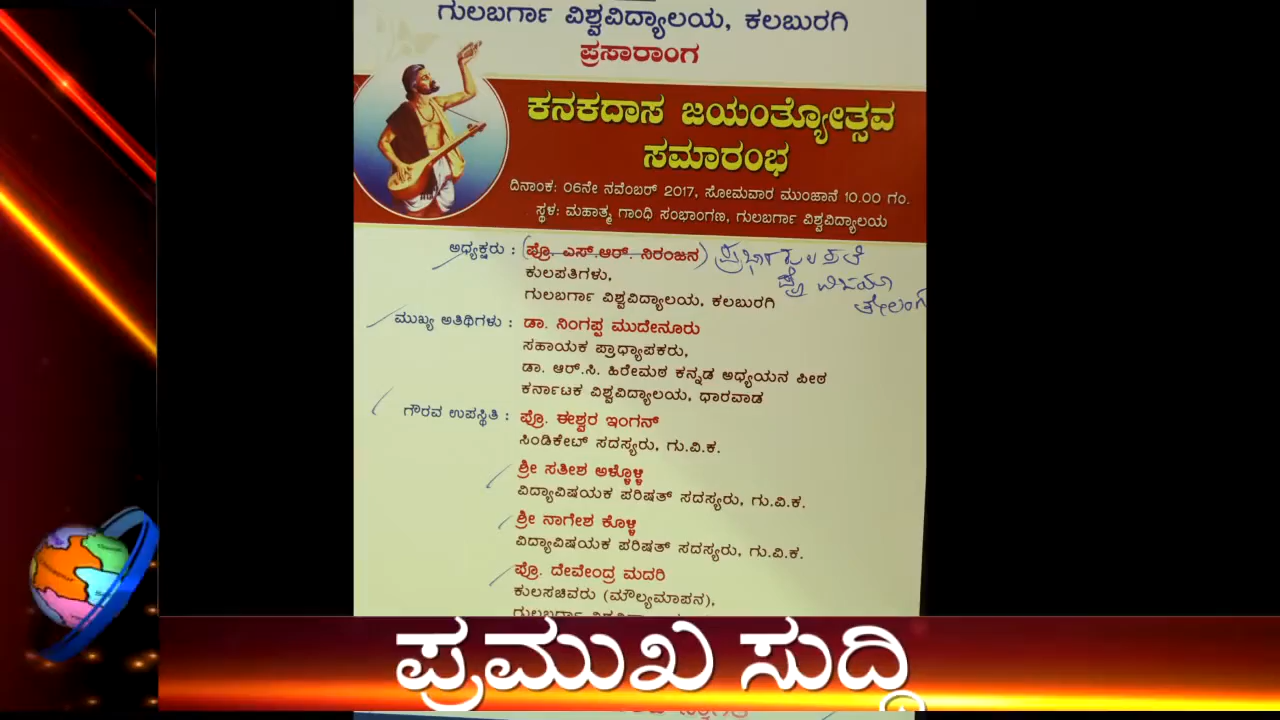 ಗುಲಬರ್ಗಾ ವಿಶ್ವವಿದ್ಯಾಲಯ, ಕಲಬುರಗಿ
ಪ್ರಸಾರಾಂಗ
ಕನಕದಾಸ ಜಯಂತ್ಯೋತ್ಸವ
ಸಮಾರಂಭ
ದಿನಾಂಕ: 06ನೇ ನವೆಂಬರ್ 2017, ಸೋಮವಾರ ಮುಂಜಾನೆ 10.00 ಗಂ.
ಸ್ಥಳ: ಮಹಾತ್ಮ ಗಾಂಧಿ ಸಂಭಾಂಗಣ, ಗುಲಬರ್ಗಾ ವಿಶ್ವವಿದ್ಯಾಲಯ
ಅಧ್ಯಕ್ಷರು : (ಪ್ರೊ. ಎಸ್.ಆರ್. ನಿರಂಜನ)
ಕುಲಪತಿಗಳು,
ಗುಲಬರ್ಗಾ ವಿಶ್ವವಿದ್ಯಾಲಯ, ಕಲಬುರಗಿ
ಮುಖ್ಯ ಅತಿಥಿಗಳು : ಡಾ. ನಿಂಗಪ್ಪ ಮುದೇನೂರು
ಸಹಾಯಕ ಪ್ರಾಧ್ಯಾಪಕರು,
ಡಾ. ಆರ್.ಸಿ. ಹಿರೇಮಠ ಕನ್ನಡ ಅಧ್ಯಯನ ಪೀಠ
ಕರ್ನಾಟಕ ವಿಶ್ವವಿದ್ಯಾಲಯ, ಧಾರವಾಡ
ಗೌರವ ಉಪಸ್ಥಿತಿ : ಪ್ರೊ. ಈಶ್ವರ ಇಂಗನ್
ಸಿಂಡಿಕೇಟ್ ಸದಸ್ಯರು, ಗು.ವಿ.ಕ.
ಶ್ರೀ ಸತೀಶ ಅಳ್ಳೊಳ್ಳಿ
ವಿದ್ಯಾವಿಷಯಕ ಪರಿಷತ್ ಸದಸ್ಯರು, ಗು.ವಿ.ಕ.
ಶ್ರೀ ನಾಗೇಶ ಕೊಳ್ಳಿ
ವಿದ್ಯಾವಿಷಯಕ ಪರಿಷತ್ ಸದಸ್ಯರು, ಗು.ವಿ.ಕ.
ಪ್ರೊ. ದೇವೇಂದ್ರ ಮದರಿ
ಕುಲಸಚಿವರು (ಮೌಲ್ಯಮಾಪನ),
ಪ್ರಮುಖ ಸುದ್ದಿ